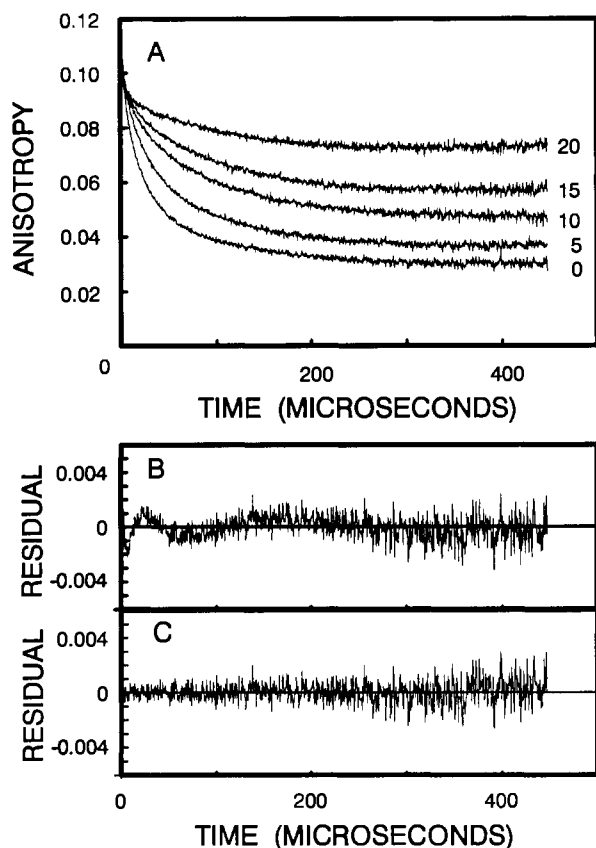 0.12
A
0.10
0.08
0.06
0.04
0.02
ANISOTROPY
20
15
10
5
0
0
200
400
TIME (MICROSECONDS)
B
0.004
0
-0.004
RESIDUAL
C
0.004
0
-0.004
RESIDUAL
0
200
400
TIME (MICROSECONDS)